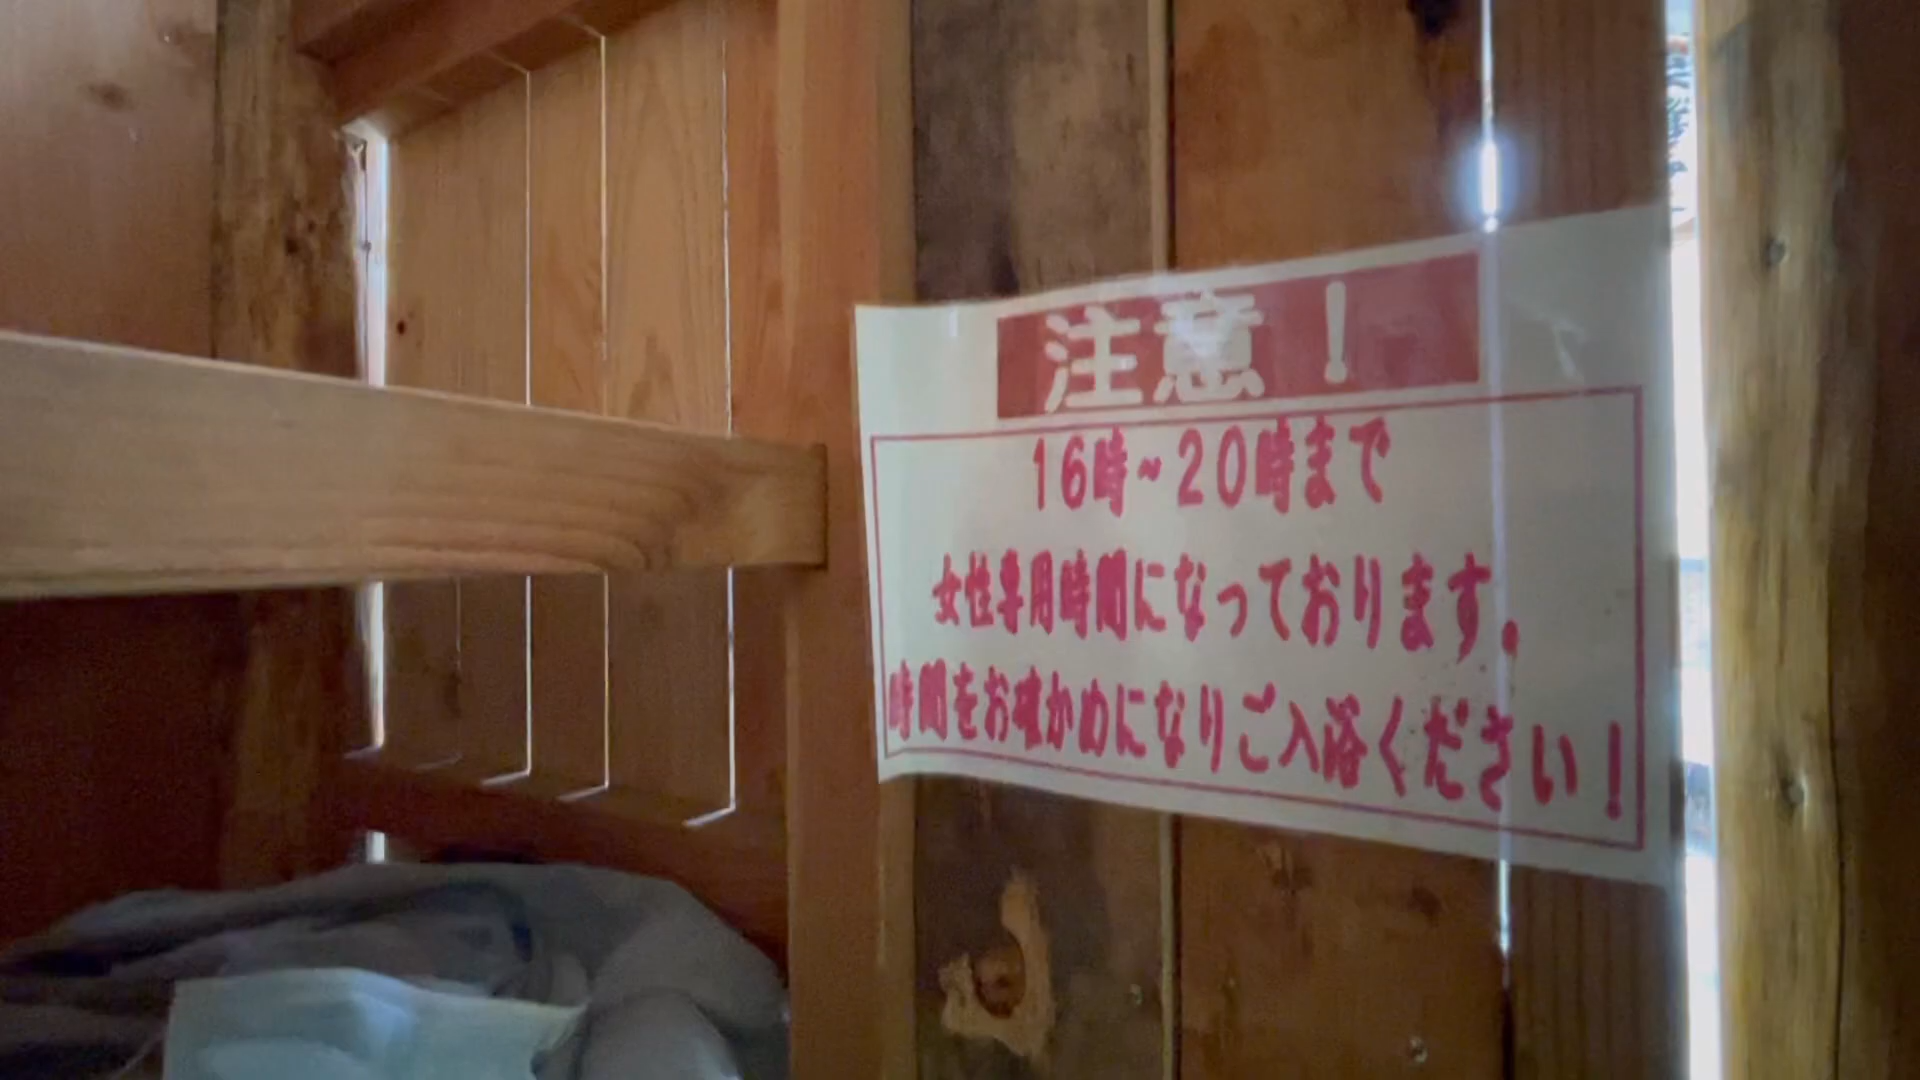 注意！
16時~20時まで
女性専用時間になっております。
時間をお確かめになりご入浴ください！